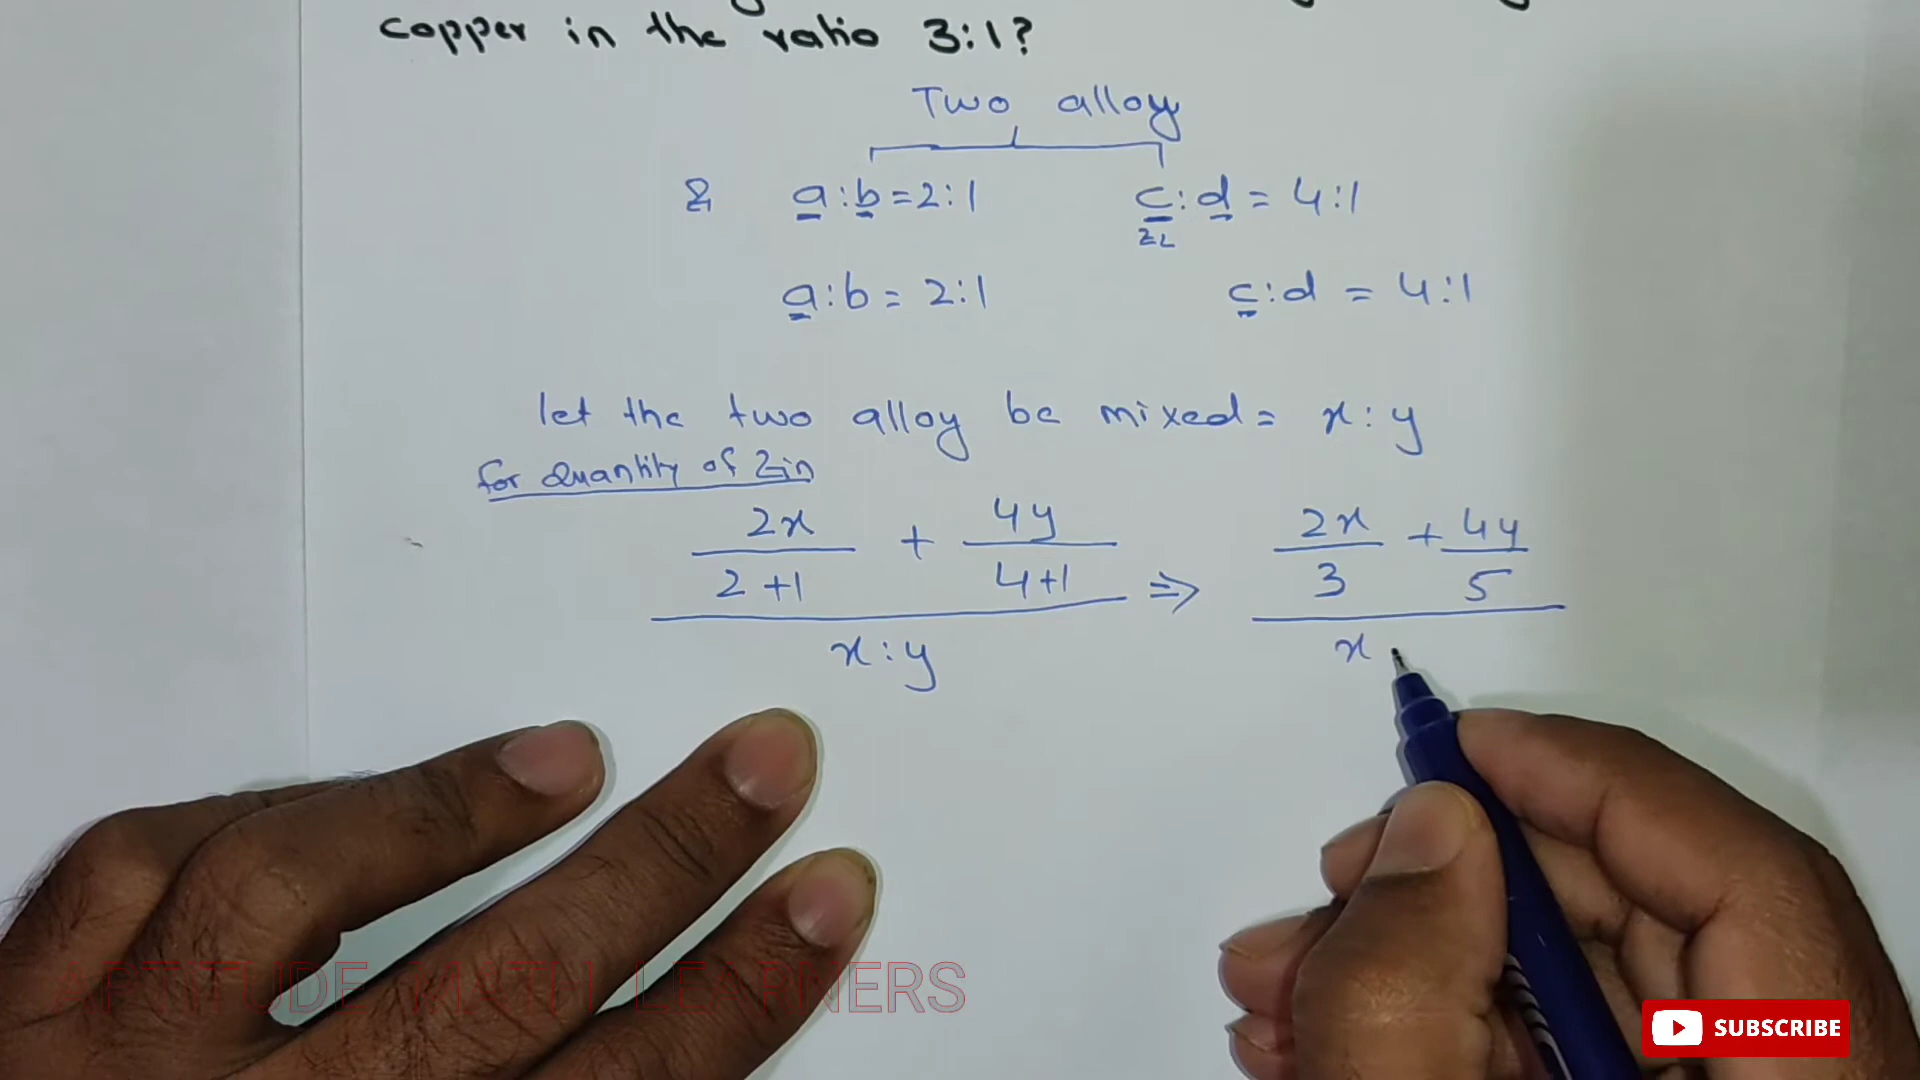 copper in the ratio 3:1?
Two alloy
& a:b=2:1 c:d = 4:1
ZL
a:b = 2:1 c:d = 4:1
let the two alloy be mixed = x:y
for Quantity of Zin
2x + 4y 2x + 4y
2+1 4+1 ⇒ 3 5
x:y x
APTITUDE MATH LEARNERS
SUBSCRIBE